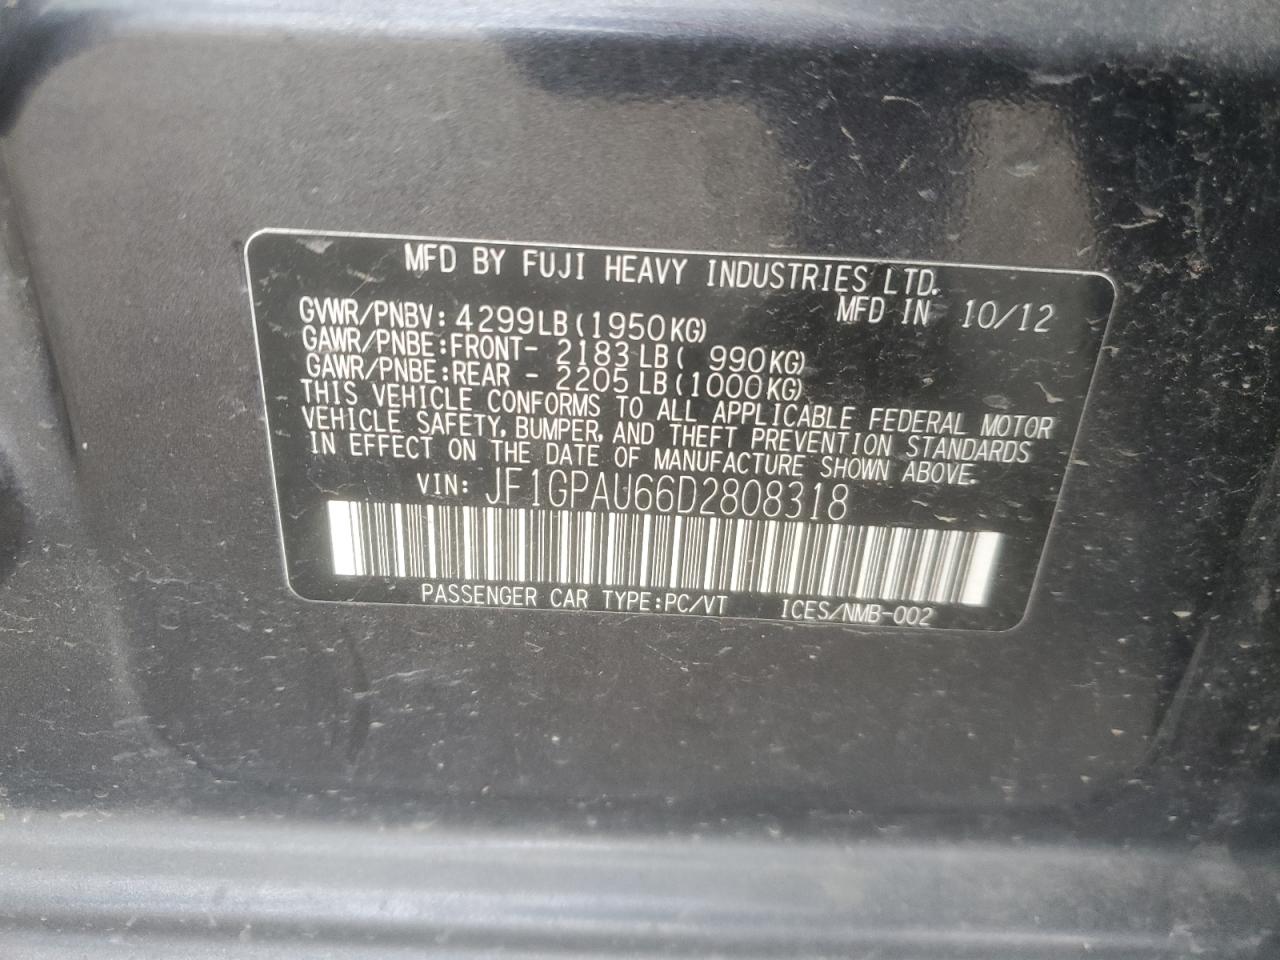 MFD BY FUJI HEAVY INDUSTRIES LTD.
MFD IN 10/12
GVWR/PNBV: 4299LB (1950KG)
GAWR/PNBE:FRONT- 2183 LB ( 990KG)
GAWR/PNBE:REAR - 2205 LB (1000KG)
THIS VEHICLE CONFORMS TO ALL APPLICABLE FEDERAL MOTOR
VEHICLE SAFETY, BUMPER, AND THEFT PREVENTION STANDARDS
IN EFFECT ON THE DATE OF MANUFACTURE SHOWN ABOVE.
VIN: JF1GPAU66D2808318
PASSENGER CAR TYPE:PC/VT ICES/NMB-002